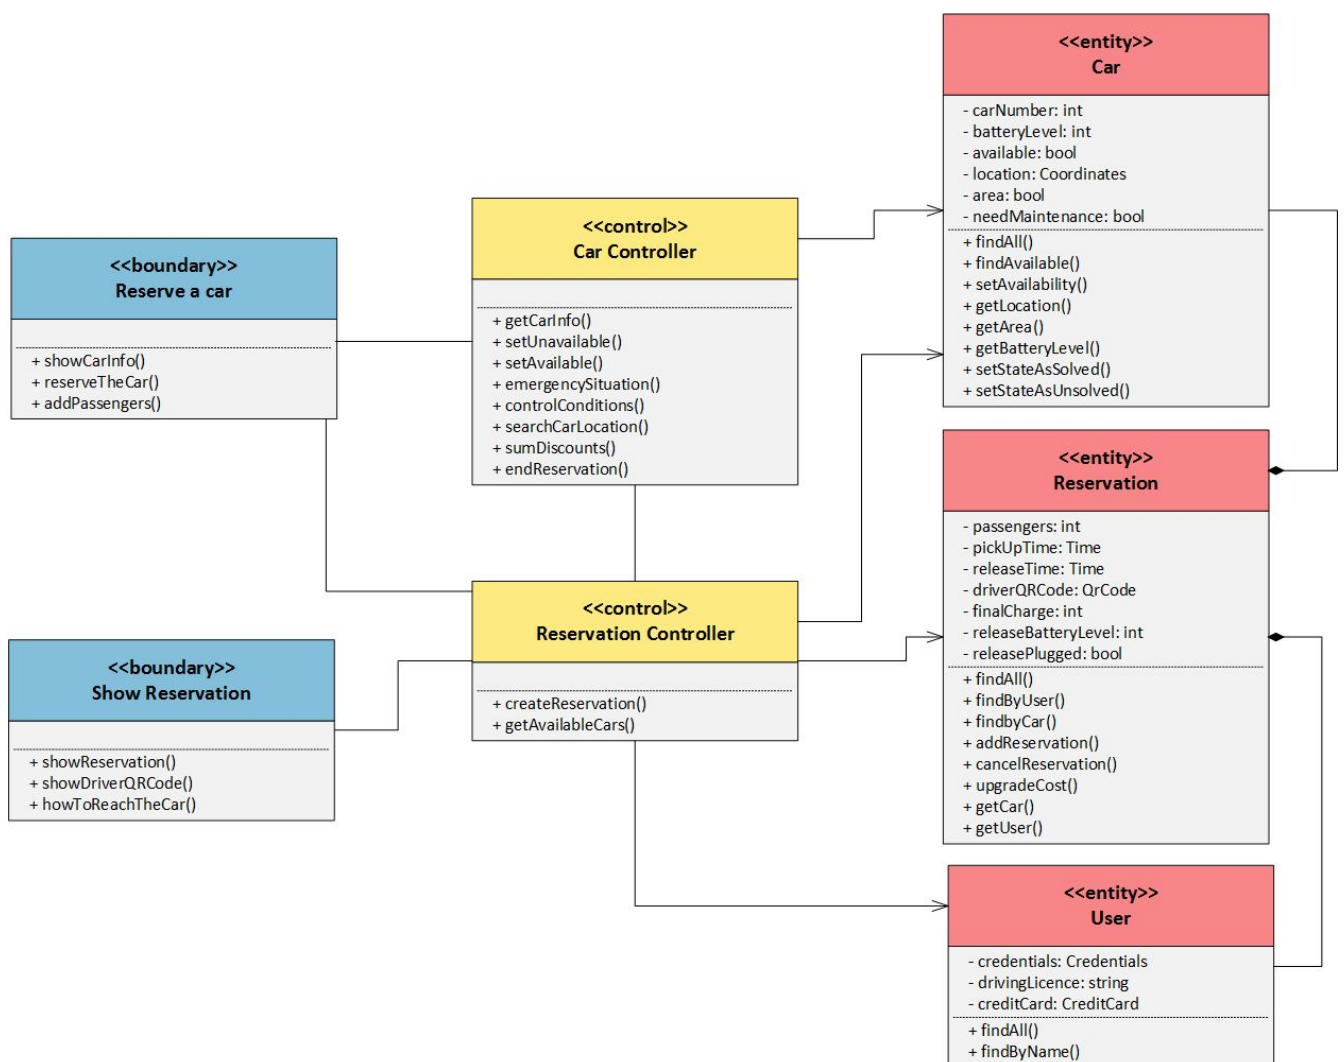 <<boundary>>
Reserve a car
+ showCarInfo()
+ reserveTheCar()
+ addPassengers()
<<boundary>>
Show Reservation
+ showReservation()
+ showDriverQRCode()
+ howToReachTheCar()
<<control>>
Car Controller
+ getCarInfo()
+ setUnavailable()
+ setAvailable()
+ emergencySituation()
+ controlConditions()
+ searchCarLocation()
+ sumDiscounts()
+ endReservation()
<<control>>
Reservation Controller
+ createReservation()
+ getAvailableCars()
<<entity>>
Car
- carNumber: int
- batteryLevel: int
- available: bool
- location: Coordinates
- area: bool
- needMaintenance: bool
+ findAll()
+ findAvailable()
+ setAvailability()
+ getLocation()
+ getArea()
+ getBatteryLevel()
+ setStateAsSolved()
+ setStateAsUnsolved()
<<entity>>
Reservation
- passengers: int
- pickUpTime: Time
- releaseTime: Time
- driverQRCode: QrCode
- finalCharge: int
- releaseBatteryLevel: int
- releasePlugged: bool
+ findAll()
+ findByUser()
+ findbyCar()
+ addReservation()
+ cancelReservation()
+ upgradeCost()
+ getCar()
+ getUser()
<<entity>>
User
- credentials: Credentials
- drivingLicence: string
- creditCard: CreditCard
+ findAll()
+ findByName()